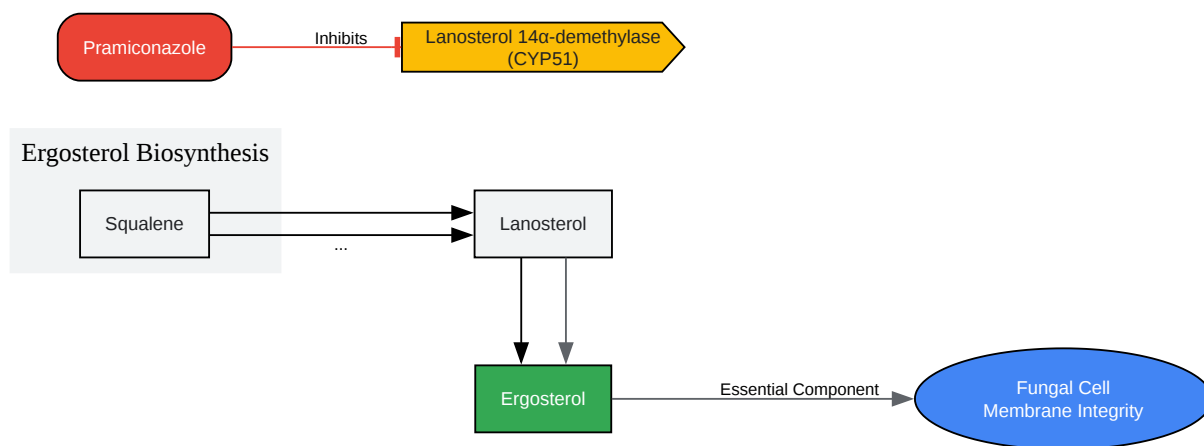 Pramiconazole
Inhibits
Lanosterol 14α-demethylase
(CYP51)
Ergosterol Biosynthesis
Squalene
...
Lanosterol
Ergosterol
Essential Component
Fungal Cell
Membrane Integrity